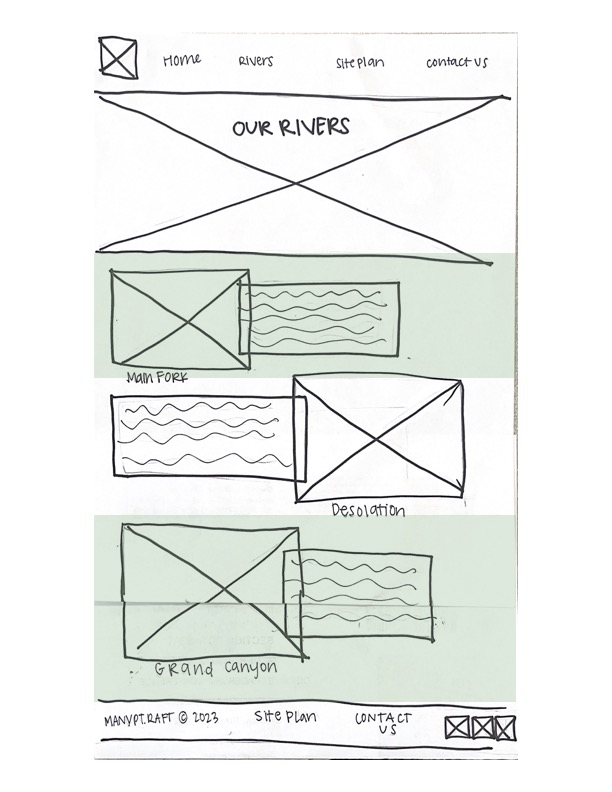 Home Rivers Site Plan contact us
OUR RIVERS
Main FORK
Desolation
GRand Canyon
MANYPT.RAFT © 2023 Site Plan CONTACT
US